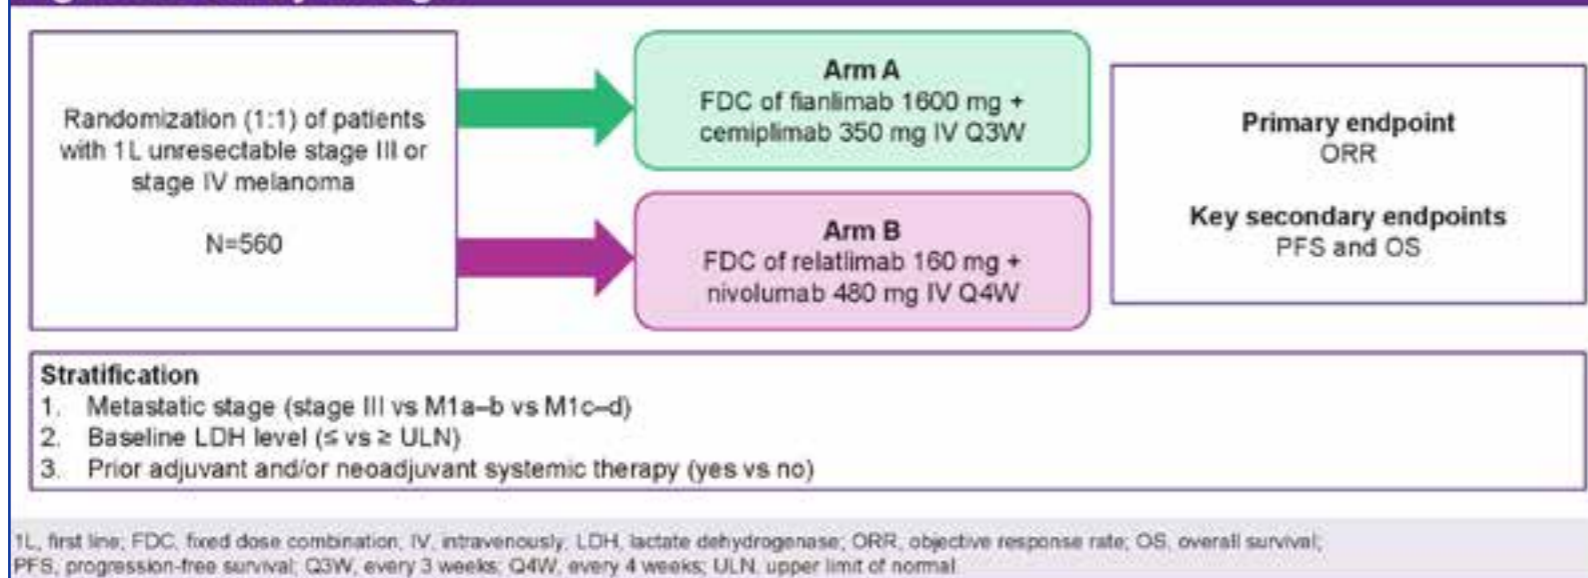 Randomization (1:1) of patients
with 1L unresectable stage III or
stage IV melanoma
N=560
Arm A
FDC of fianlimab 1600 mg +
cemiplimab 350 mg IV Q3W
Arm B
FDC of relatlimab 160 mg +
nivolumab 480 mg IV Q4W
Primary endpoint
ORR
Key secondary endpoints
PFS and OS
Stratification
1. Metastatic stage (stage III vs M1a–b vs M1c–d)
2. Baseline LDH level (≤ vs ≥ ULN)
3. Prior adjuvant and/or neoadjuvant systemic therapy (yes vs no)
1L, first line; FDC, fixed dose combination; IV, intravenously; LDH, lactate dehydrogenase; ORR, objective response rate; OS, overall survival;
PFS, progression-free survival; Q3W, every 3 weeks; Q4W, every 4 weeks; ULN, upper limit of normal